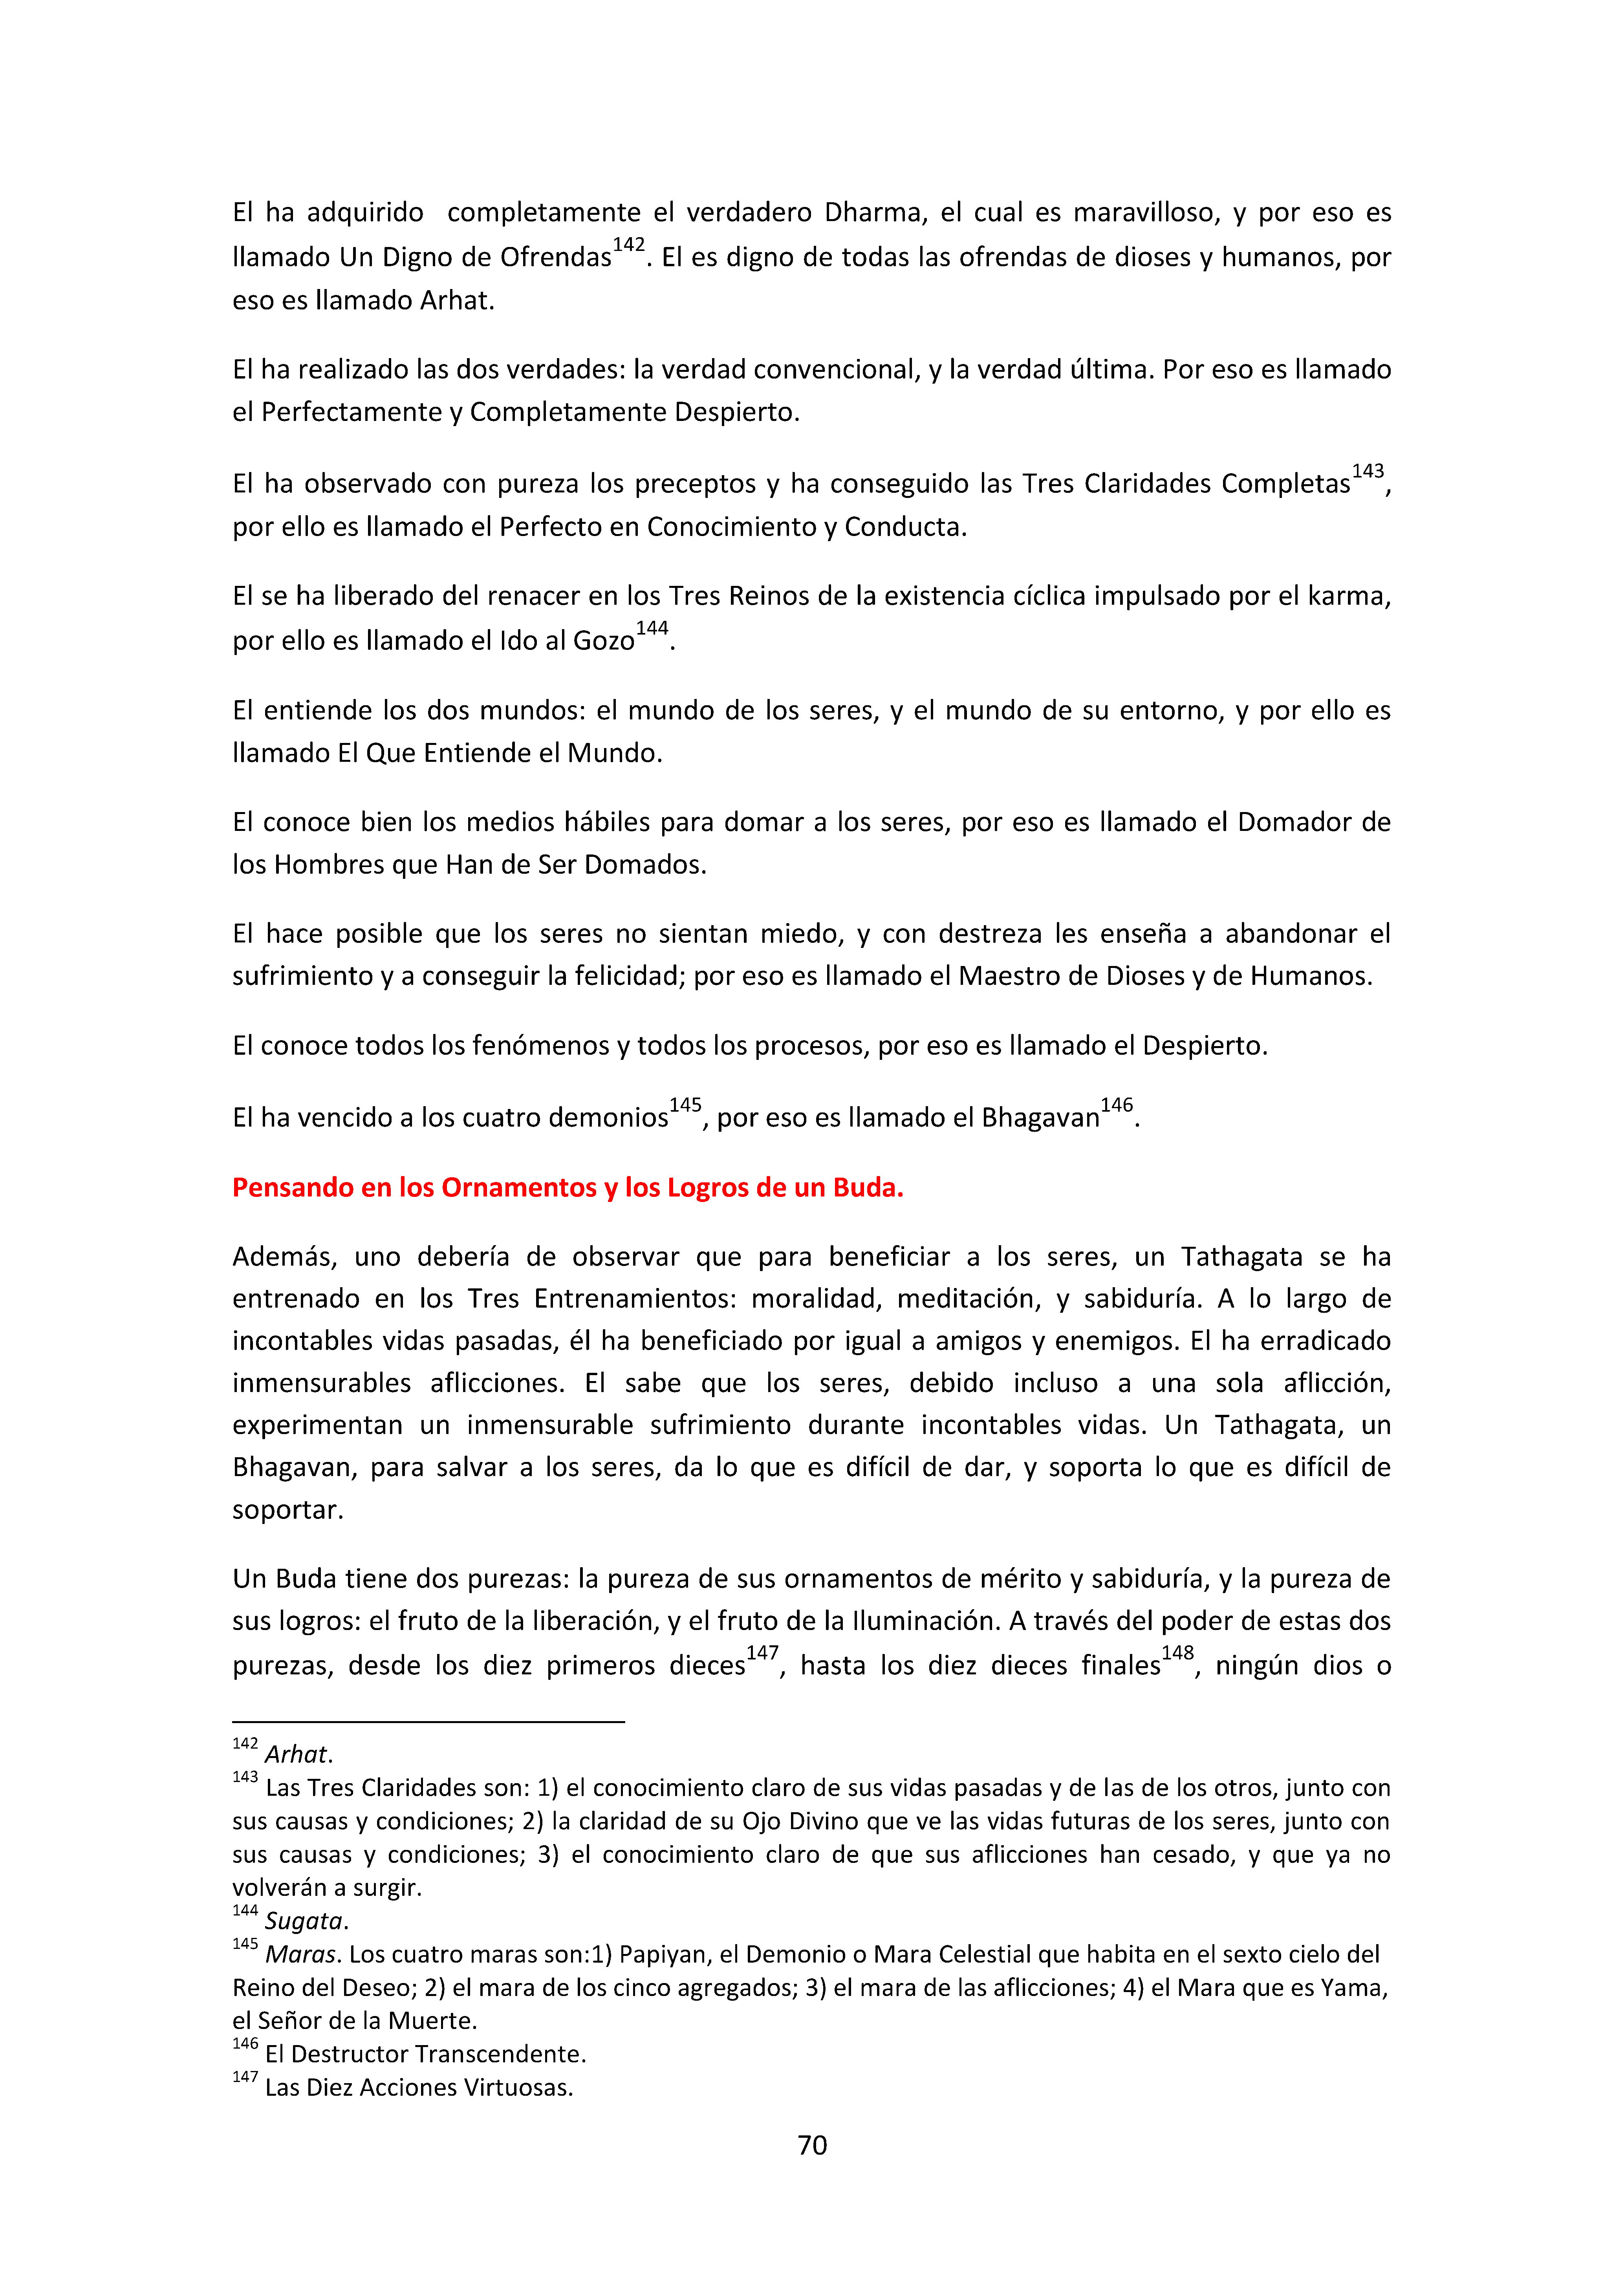 El ha adquirido  completamente el verdadero Dharma, el cual es maravilloso, y por eso es
llamado Un Digno de Ofrendas142. El es digno de todas las ofrendas de dioses y humanos, por
eso es llamado Arhat.
El ha realizado las dos verdades: la verdad convencional, y la verdad última. Por eso es llamado
el Perfectamente y Completamente Despierto.
El ha observado con pureza los preceptos y ha conseguido las Tres Claridades Completas143,
por ello es llamado el Perfecto en Conocimiento y Conducta.
El se ha liberado del renacer en los Tres Reinos de la existencia cíclica impulsado por el karma,
por ello es llamado el Ido al Gozo144.
El entiende los dos mundos: el mundo de los seres, y el mundo de su entorno, y por ello es
llamado El Que Entiende el Mundo.
El conoce bien los medios hábiles para domar a los seres, por eso es llamado el Domador de
los Hombres que Han de Ser Domados.
El hace posible que los seres no sientan miedo, y con destreza les enseña a abandonar el
sufrimiento y a conseguir la felicidad; por eso es llamado el Maestro de Dioses y de Humanos.
El conoce todos los fenómenos y todos los procesos, por eso es llamado el Despierto.
El ha vencido a los cuatro demonios145, por eso es llamado el Bhagavan146.
Pensando en los Ornamentos y los Logros de un Buda.
Además, uno debería de observar que para beneficiar a los seres, un Tathagata se ha
entrenado en los Tres Entrenamientos: moralidad, meditación, y sabiduría. A lo largo de
incontables vidas pasadas, él ha beneficiado por igual a amigos y enemigos. El ha erradicado
inmensurables aflicciones. El sabe que los seres, debido incluso a una sola aflicción,
experimentan un inmensurable sufrimiento durante incontables vidas. Un Tathagata, un
Bhagavan, para salvar a los seres, da lo que es difícil de dar, y soporta lo que es difícil de
soportar.
Un Buda tiene dos purezas: la pureza de sus ornamentos de mérito y sabiduría, y la pureza de
sus logros: el fruto de la liberación, y el fruto de la Iluminación. A través del poder de estas dos
purezas, desde los diez primeros dieces147, hasta los diez dieces finales148, ningún dios o
142 Arhat.
143 Las Tres Claridades son: 1) el conocimiento claro de sus vidas pasadas y de las de los otros, junto con
sus causas y condiciones; 2) la claridad de su Ojo Divino que ve las vidas futuras de los seres, junto con
sus causas y condiciones; 3) el conocimiento claro de que sus aflicciones han cesado, y que ya no
volverán a surgir.
144 Sugata.
145 Maras. Los cuatro maras son:1) Papiyan, el Demonio o Mara Celestial que habita en el sexto cielo del
Reino del Deseo; 2) el mara de los cinco agregados; 3) el mara de las aflicciones; 4) el Mara que es Yama,
el Señor de la Muerte.
146 El Destructor Transcendente.
147 Las Diez Acciones Virtuosas.
70